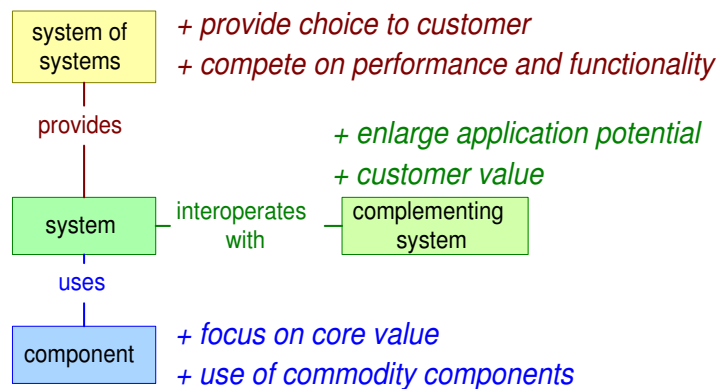 system of
systems
+ provide choice to customer
+ compete on performance and functionality
provides
+ enlarge application potential
+ customer value
system
interoperates
with
complementing
system
uses
component
+ focus on core value
+ use of commodity components